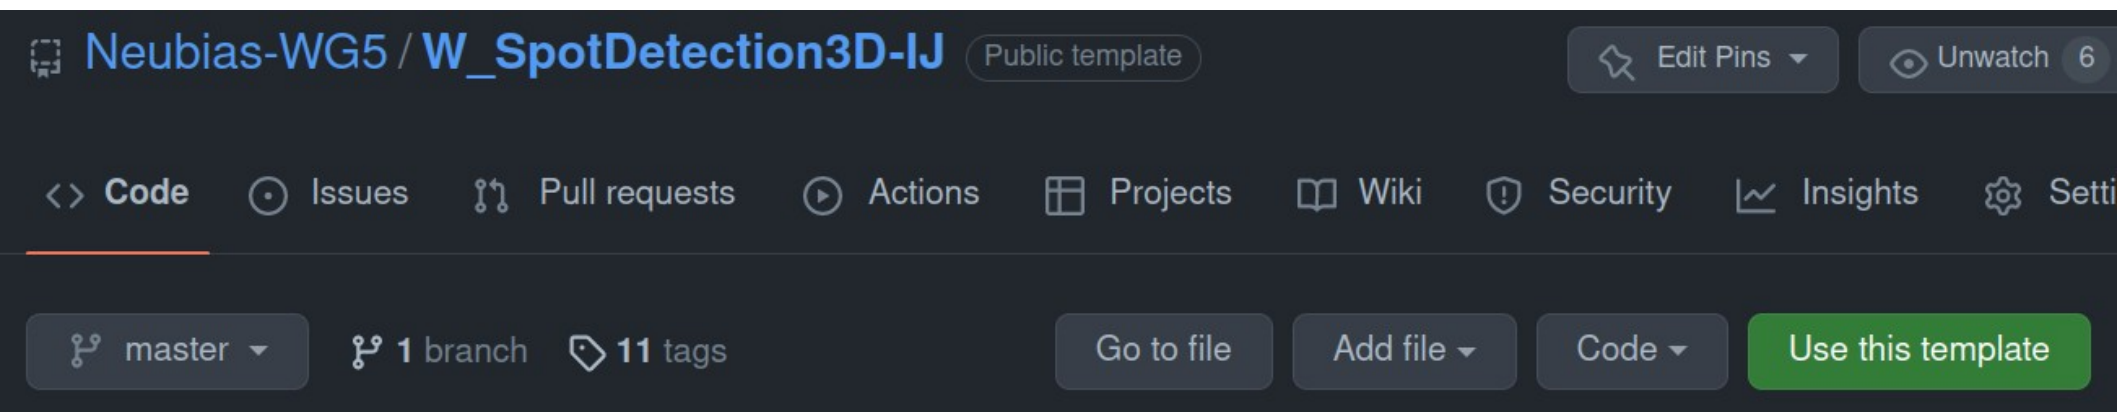 Neubias-WG5 / W_SpotDetection3D-IJ Public template Edit Pins Unwatch 6
<> Code Issues Pull requests Actions Projects Wiki Security Insights Setti
master 1 branch 11 tags Go to file Add file Code Use this template